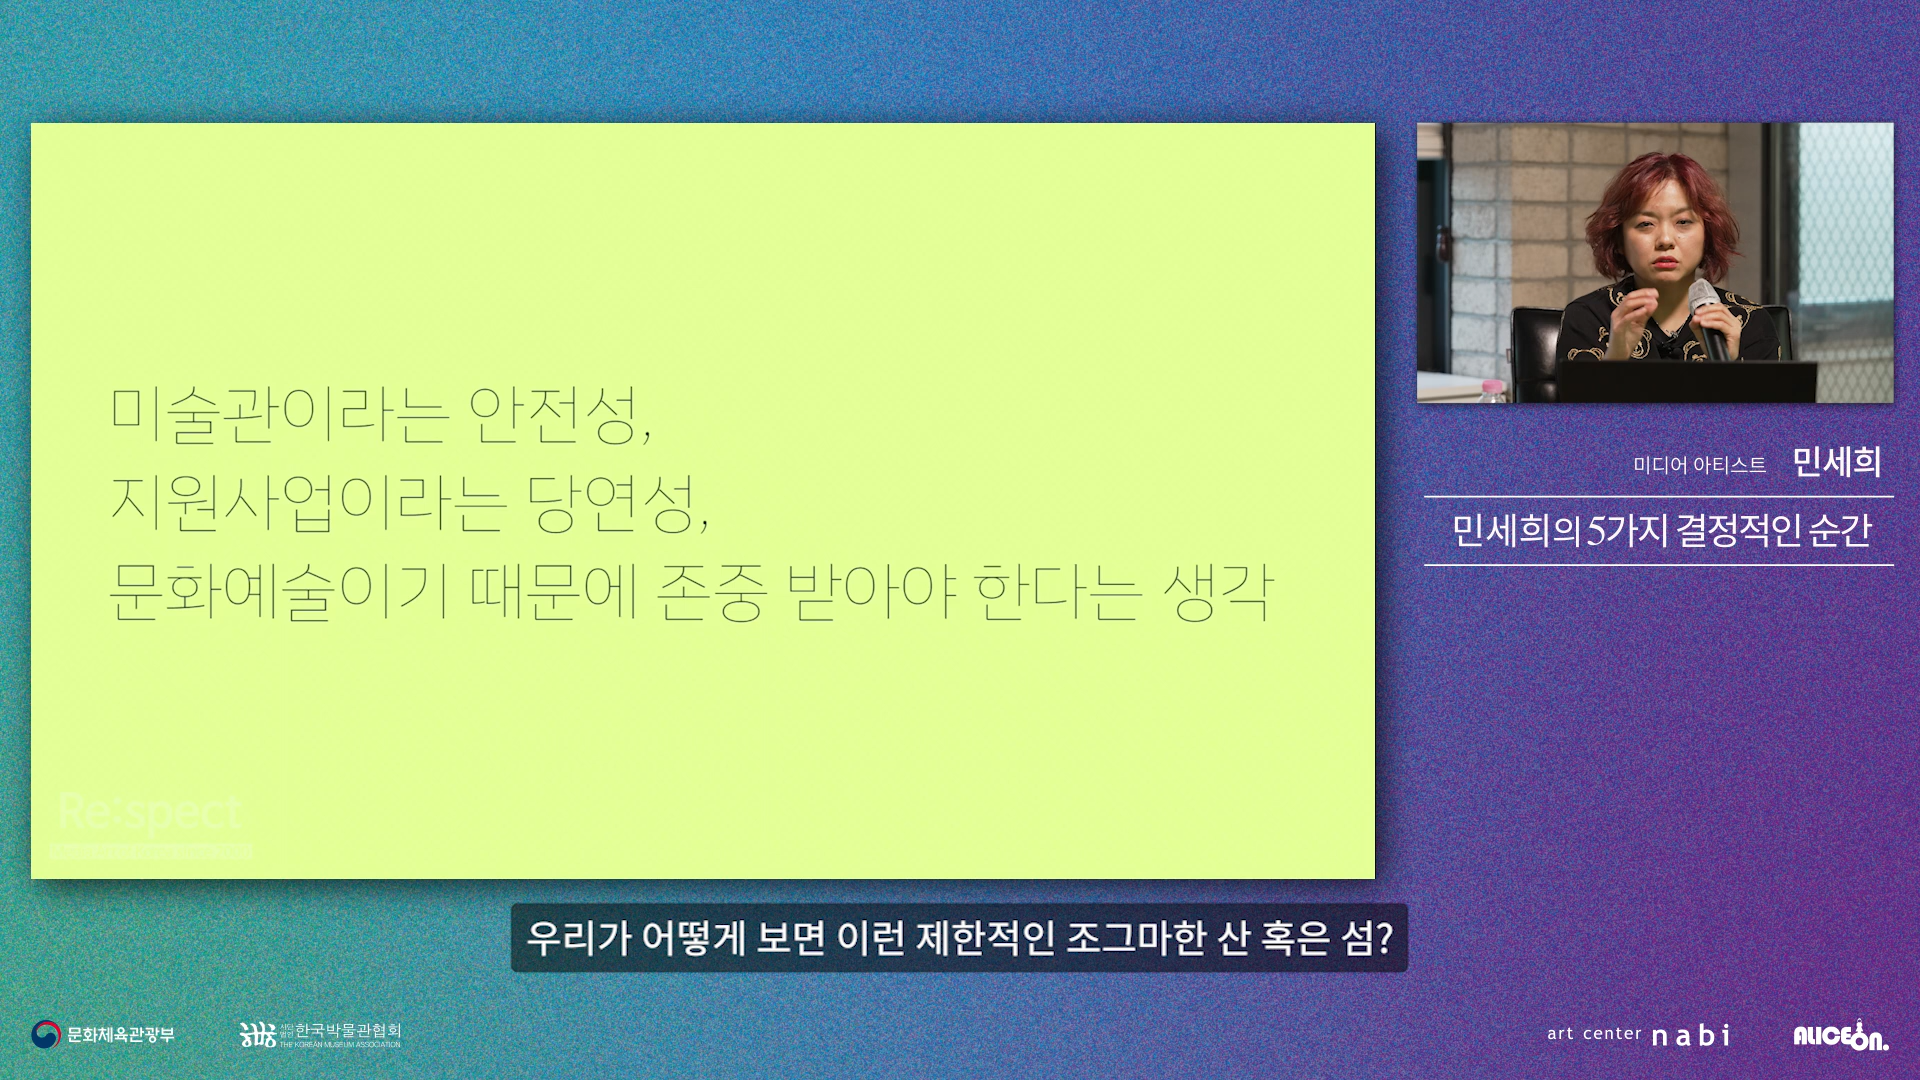 미술관이라는 안전성,
지원사업이라는 당연성,
문화예술이기 때문에 존중 받아야 한다는 생각
Re:spect
미디어 아티스트 민세희
민세희의 5가지 결정적인 순간
우리가 어떻게 보면 이런 제한적인 조그마한 산 혹은 섬?
문화체육관광부
사단법인 한국박물관협회
THE KOREAN MUSEUM ASSOCIATION
art center nabi
ALICEON.